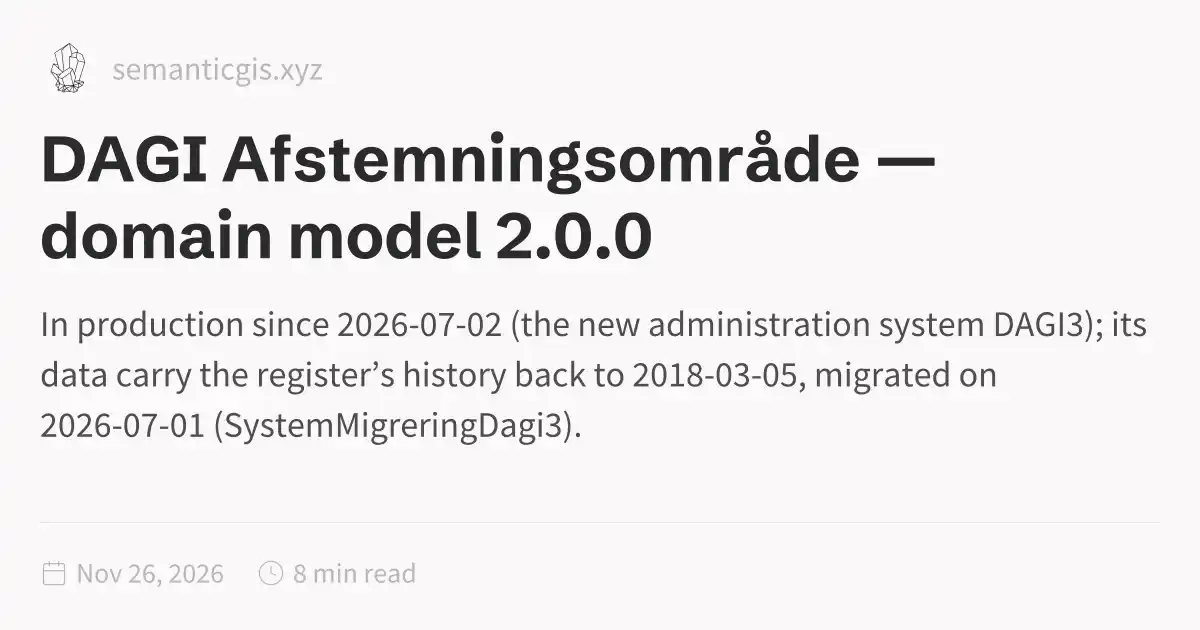 semanticgis.xyz
DAGI Afstemningsområde —
domain model 2.0.0
In production since 2026-07-02 (the new administration system DAGI3); its
data carry the register’s history back to 2018-03-05, migrated on
2026-07-01 (SystemMigreringDagi3).
Nov 26, 2026 8 min read